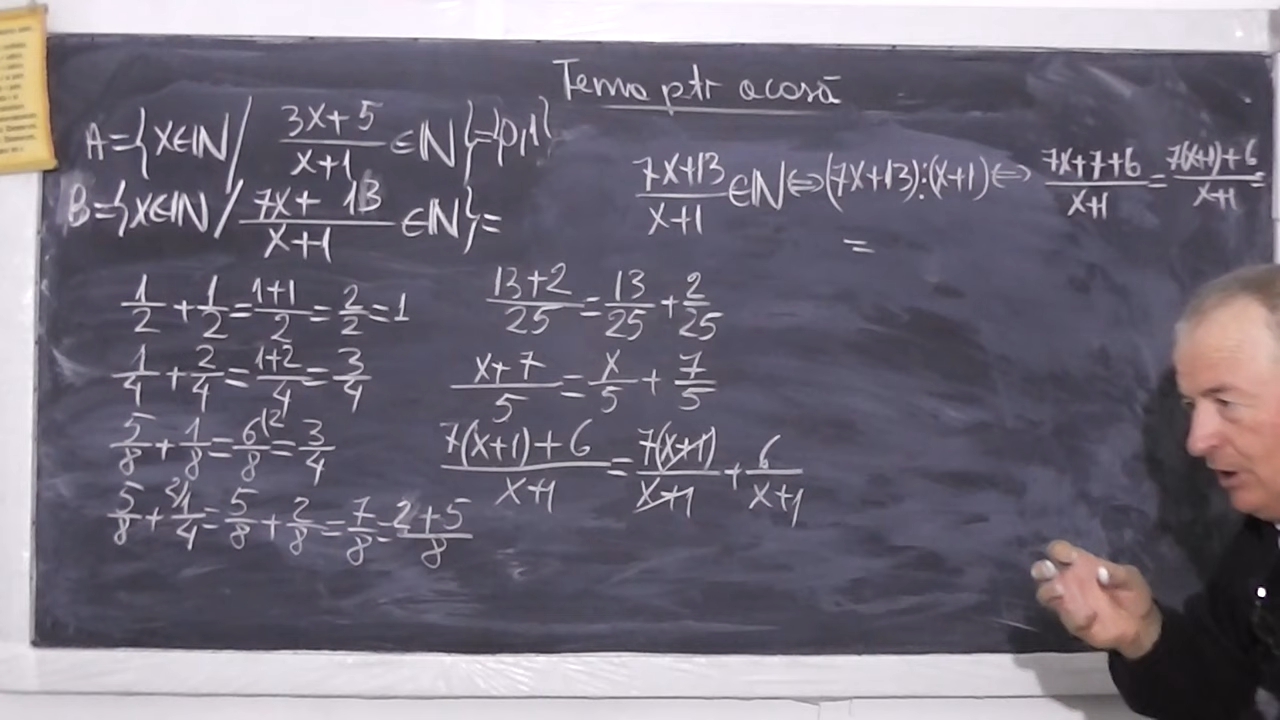 Tema ptr acasă
A={x∈ℕ / (3x+5)/(x+1) ∈ℕ}={0,1}
B={x∈ℕ / (7x+13)/(x+1) ∈ℕ}=
(7x+13)/(x+1) ∈ℕ ⇔ (7x+13)⋮(x+1) ⇔ (7x+7+6)/(x+1) = (7(x+1)+6)/(x+1) =
=
1/2 + 1/2 = (1+1)/2 = 2/2 = 1
1/4 + 2/4 = (1+2)/4 = 3/4
5/8 + 1/8 = 6/8 (2 = 3/4
5/8 + 2)1/4 = 5/8 + 2/8 = 7/8 = (2+5)/8
(13+2)/25 = 13/25 + 2/25
(x+7)/5 = x/5 + 7/5
(7(x+1)+6)/(x+1) = 7(x+1)/(x+1) + 6/(x+1)